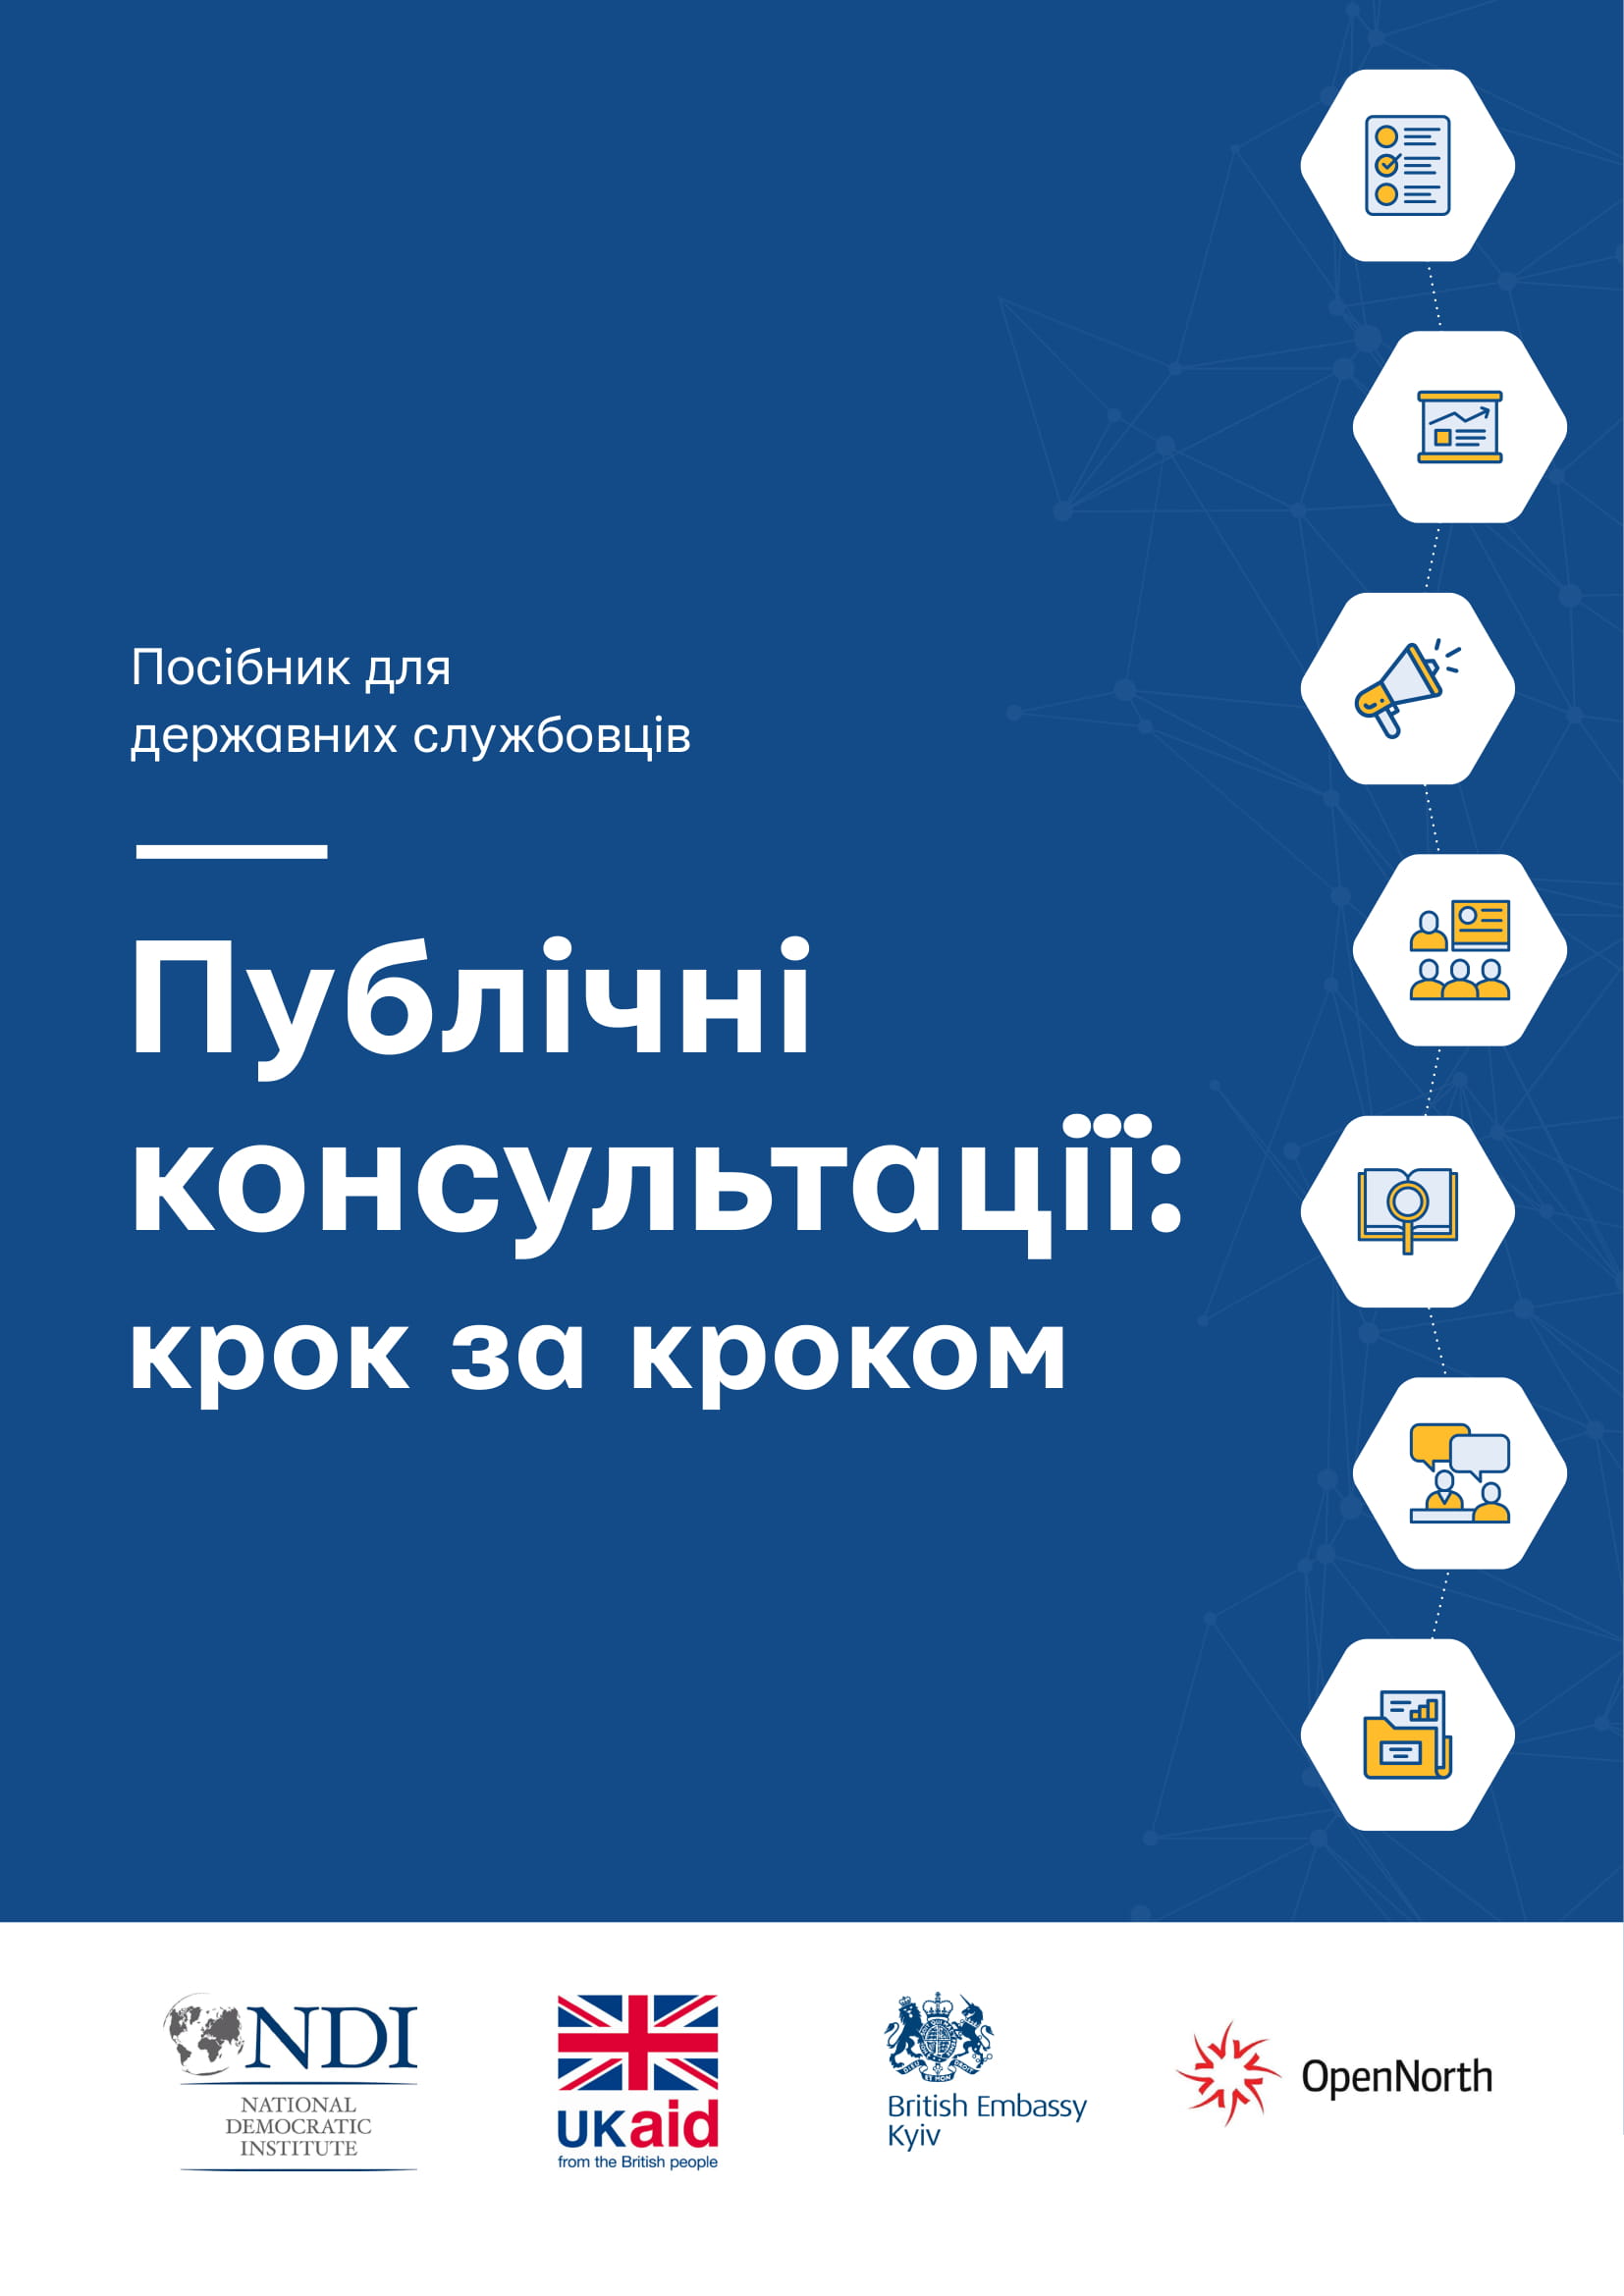 Посібник для
державних службовців
Публічні
консультації:
крок за кроком
NDI
NATIONAL
DEMOCRATIC
INSTITUTE
UKaid
from the British people
British Embassy
Kyiv
OpenNorth